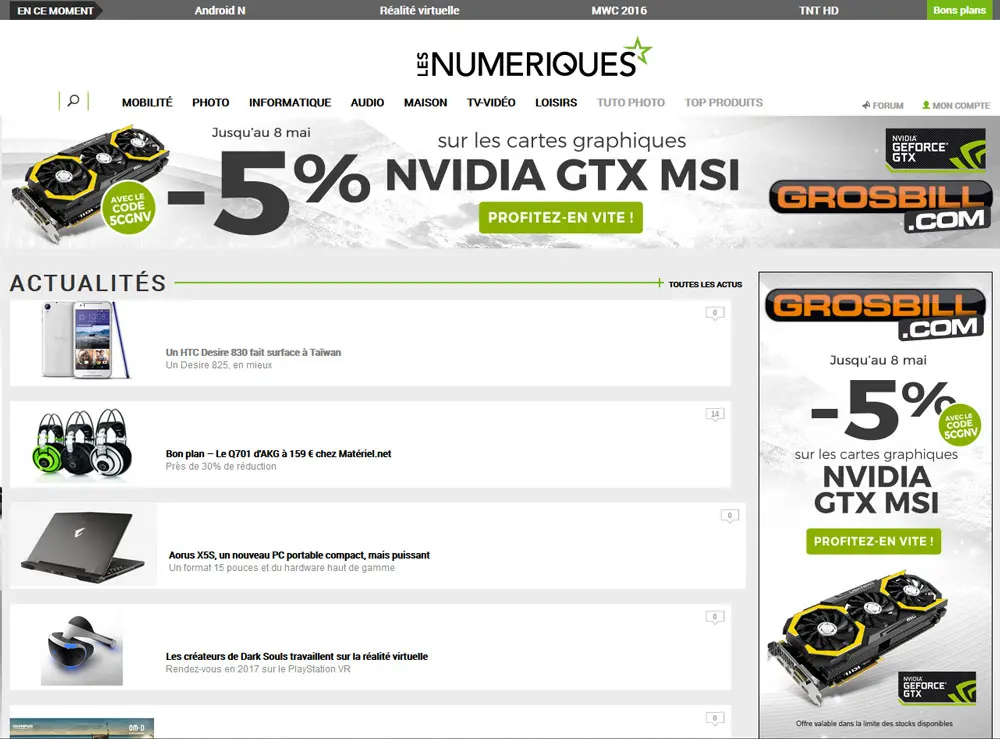 EN CE MOMENT
Android N
Réalité virtuelle
MWC 2016
TNT HD
Bons plans
LES NUMERIQUES
MOBILITÉ
PHOTO
INFORMATIQUE
AUDIO
MAISON
TV-VIDÉO
LOISIRS
TUTO PHOTO
TOP PRODUITS
FORUM
MON COMPTE
Jusqu'au 8 mai
-5%
AVEC LE
CODE
5CGNV
sur les cartes graphiques
NVIDIA GTX MSI
PROFITEZ-EN VITE !
NVIDIA
GEFORCE
GTX
GROSBILL
.COM
ACTUALITÉS
TOUTES LES ACTUS
0
Un HTC Desire 830 fait surface à Taïwan
Un Desire 825, en mieux
14
Bon plan – Le Q701 d'AKG à 159 € chez Matériel.net
Près de 30% de réduction
0
Aorus X5S, un nouveau PC portable compact, mais puissant
Un format 15 pouces et du hardware haut de gamme
0
Les créateurs de Dark Souls travaillent sur la réalité virtuelle
Rendez-vous en 2017 sur le PlayStation VR
OLYMPUS
OM-D
0
GROSBILL
.COM
Jusqu'au 8 mai
-5%
AVEC LE
CODE
5CGNV
sur les cartes graphiques
NVIDIA
GTX MSI
PROFITEZ-EN VITE !
NVIDIA
GEFORCE
GTX
Offre valable dans la limite des stocks disponibles